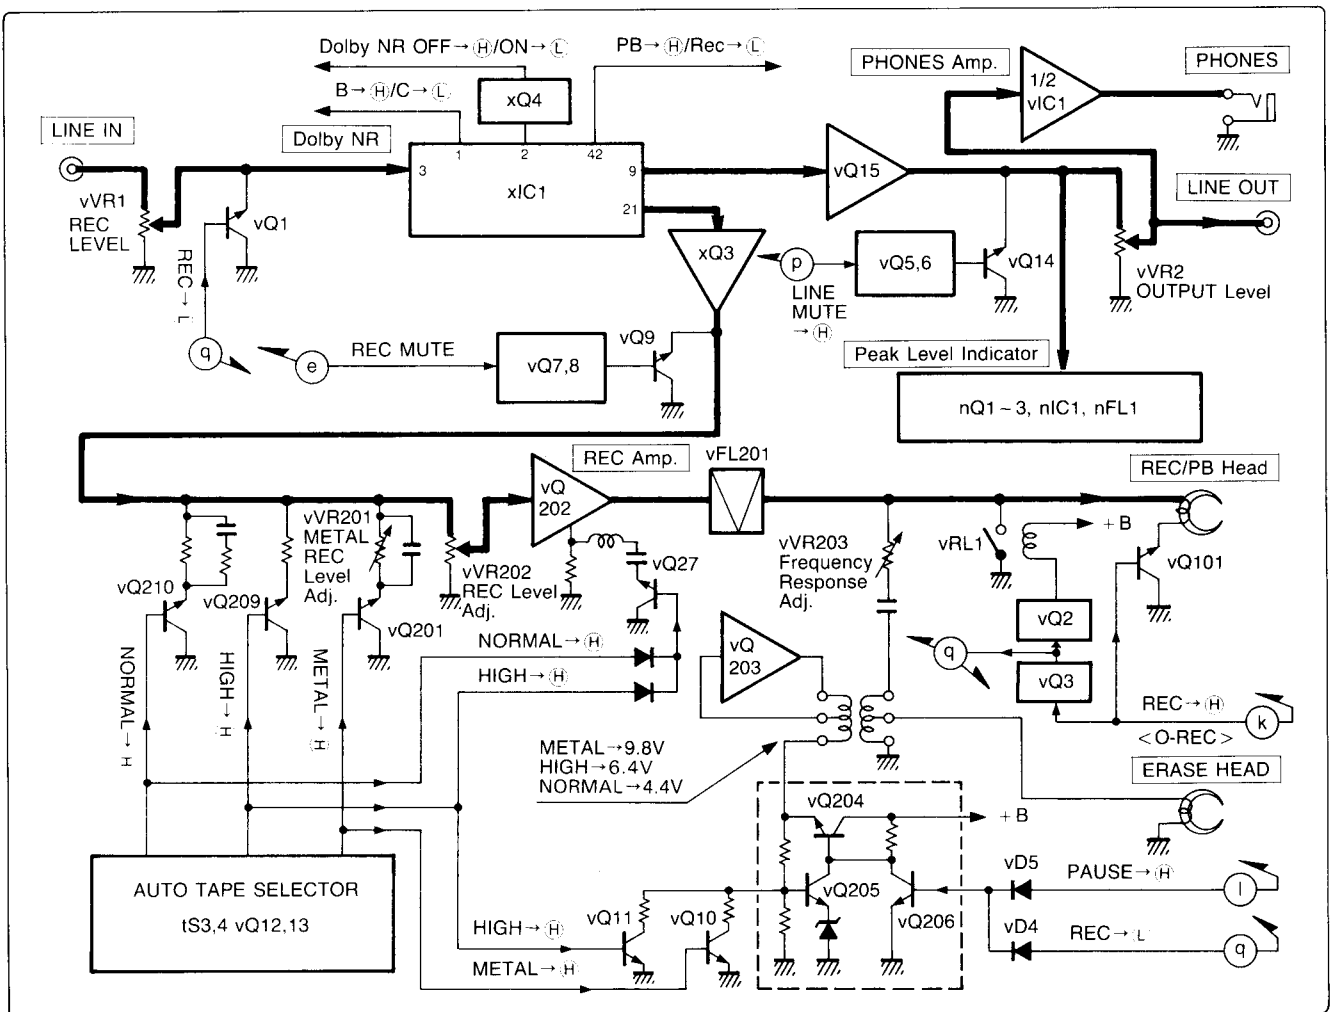 Dolby NR OFF→Ⓗ/ON→Ⓛ
PB→Ⓗ/Rec→Ⓛ
PHONES Amp.
PHONES
1/2
vIC1
xQ4
B→Ⓗ/C→Ⓛ
LINE IN
Dolby NR
1
2
42
3
9
21
xIC1
vQ15
LINE OUT
vVR1
REC
LEVEL
vQ1
REC→Ⓛ
xQ3
p
LINE
MUTE
→Ⓗ
vQ5,6
vQ14
vVR2
OUTPUT Level
q
e
REC MUTE
vQ7,8
vQ9
Peak Level Indicator
nQ1~3, nIC1, nFL1
REC Amp.
vFL201
REC/PB Head
vQ
202
vVR201
METAL
REC
Level
Adj.
vQ210
vQ209
vQ201
vVR202
REC Level
Adj.
vQ27
vVR203
Frequency
Response
Adj.
vRL1
+B
vQ101
vQ2
q
vQ3
NORMAL→H
HIGH→H
METAL→H
NORMAL→Ⓗ
HIGH→Ⓗ
vQ
203
REC→Ⓗ
k
<O-REC>
METAL→9.8V
HIGH→6.4V
NORMAL→4.4V
ERASE HEAD
vQ204
+B
AUTO TAPE SELECTOR
tS3,4 vQ12,13
vQ205
vQ206
vD5
PAUSE→Ⓗ
l
vQ11
vQ10
HIGH→Ⓗ
METAL→Ⓗ
vD4
REC→Ⓛ
q